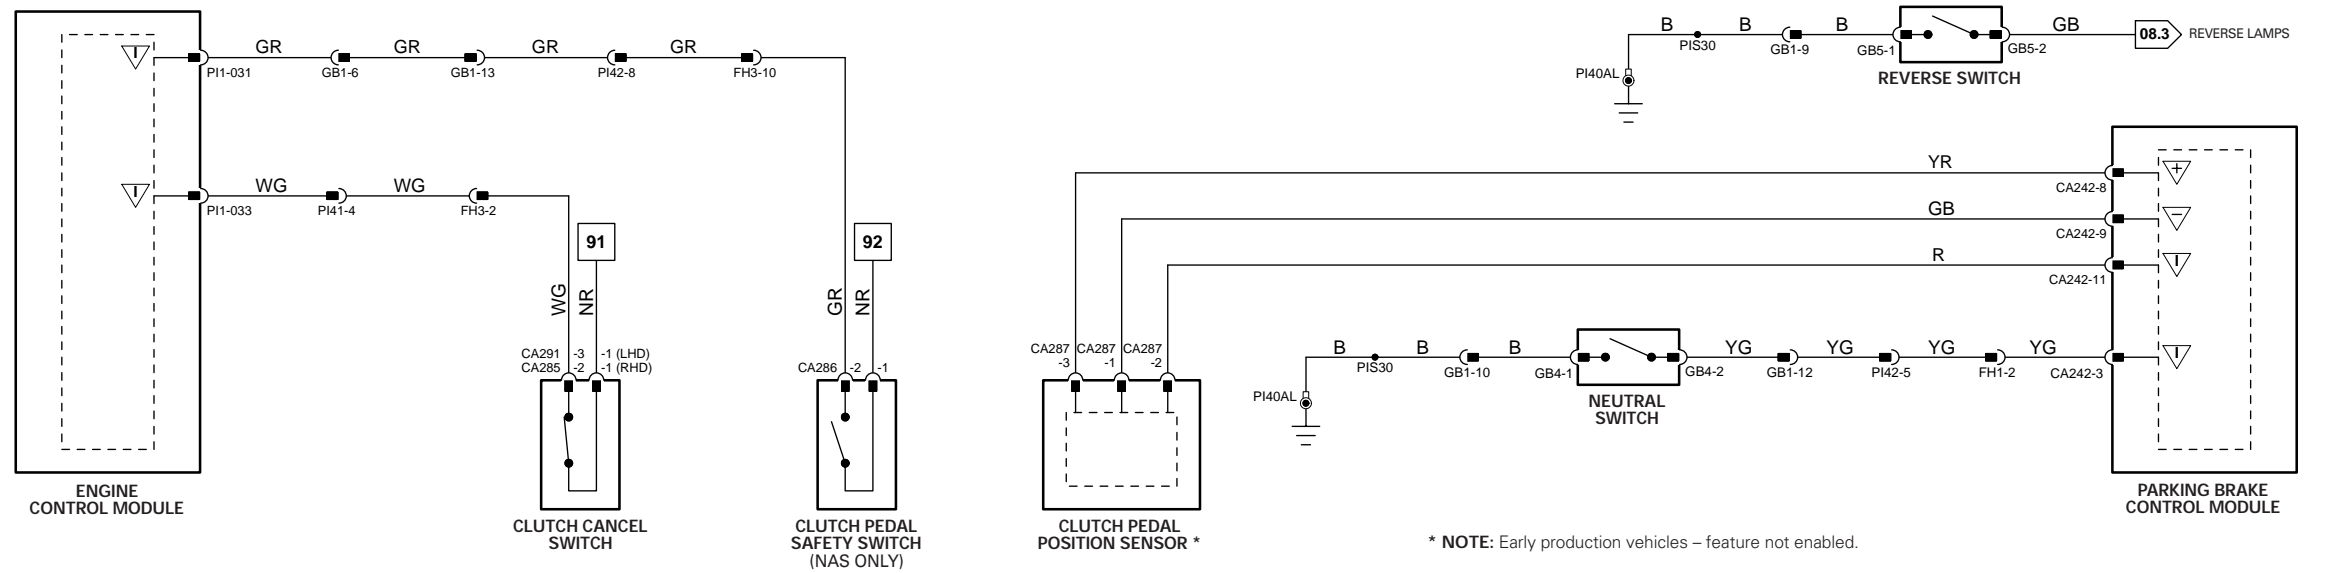 GR
GR
GR
GR
PI1-031
GB1-6
GB1-13
PI42-8
FH3-10
WG
WG
PI1-033
PI41-4
FH3-2
91
92
WG
NR
GR
NR
CA291 -3 -1 (LHD)
CA285 -2 -1 (RHD)
CA286 -2 -1
ENGINE
CONTROL MODULE
CLUTCH CANCEL
SWITCH
CLUTCH PEDAL
SAFETY SWITCH
(NAS ONLY)
B
B
B
GB
PIS30
GB1-9
GB5-1
GB5-2
08.3
REVERSE LAMPS
PI40AL
REVERSE SWITCH
YR
CA242-8
+
GB
CA242-9
–
R
CA242-11
I
I
I
I
CA287
-3
CA287
-1
CA287
-2
CLUTCH PEDAL
POSITION SENSOR *
B
B
B
YG
YG
YG
YG
PIS30
GB1-10
GB4-1
GB4-2
GB1-12
PI42-5
FH1-2
CA242-3
PI40AL
NEUTRAL
SWITCH
PARKING BRAKE
CONTROL MODULE
* NOTE: Early production vehicles – feature not enabled.